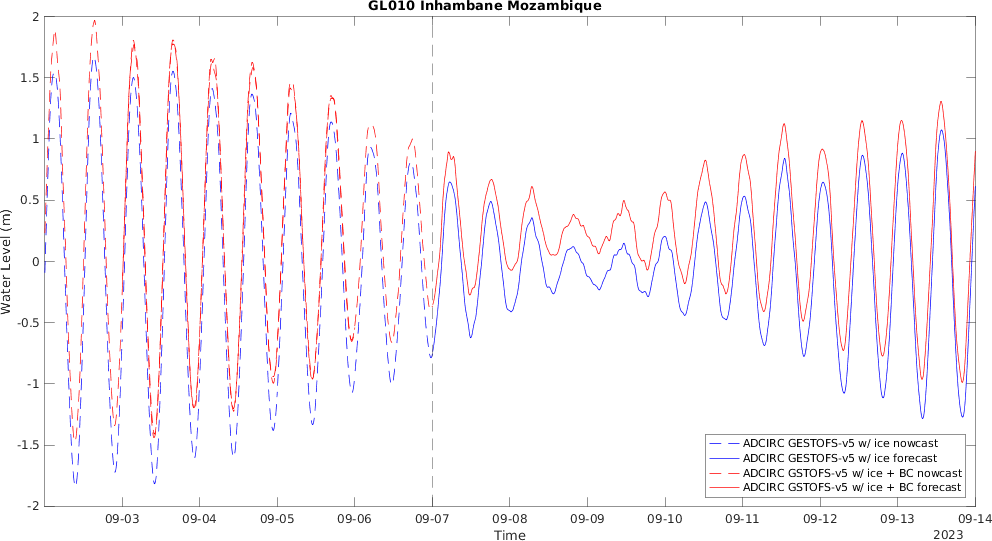 GL010 Inhambane Mozambique
Water Level (m)
2
1.5
1
0.5
0
-0.5
-1
-1.5
-2
ADCIRC GESTOFS-v5 w/ ice nowcast
ADCIRC GESTOFS-v5 w/ ice forecast
ADCIRC GSTOFS-v5 w/ ice + BC nowcast
ADCIRC GSTOFS-v5 w/ ice + BC forecast
09-03 09-04 09-05 09-06 09-07 09-08 09-09 09-10 09-11 09-12 09-13 09-14
Time
2023